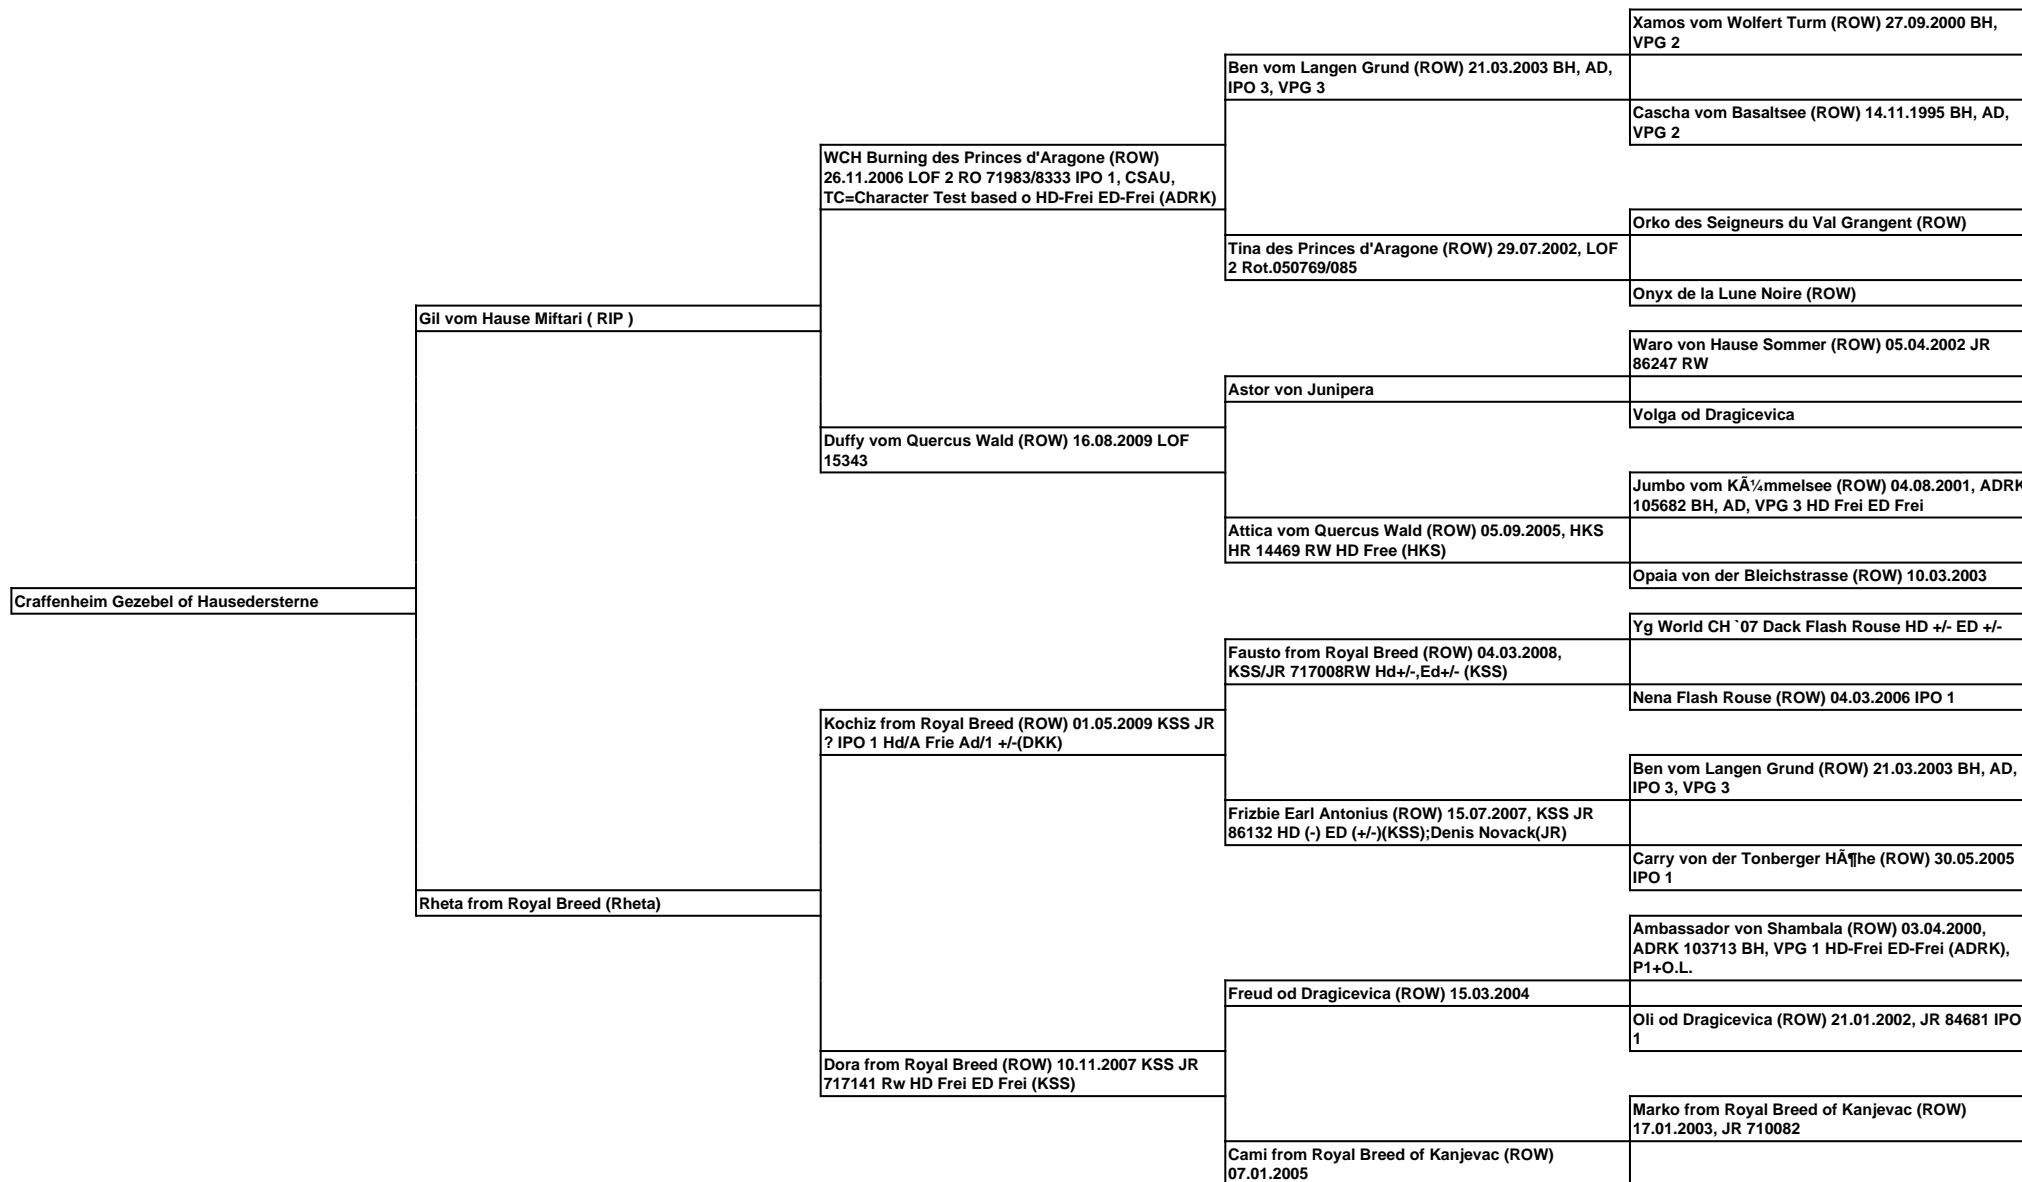 Xamos vom Wolfert Turm (ROW) 27.09.2000 BH,
VPG 2
Ben vom Langen Grund (ROW) 21.03.2003 BH, AD,
IPO 3, VPG 3
Cascha vom Basaltsee (ROW) 14.11.1995 BH, AD,
VPG 2
WCH Burning des Princes d'Aragone (ROW)
26.11.2006 LOF 2 RO 71983/8333 IPO 1, CSAU,
TC=Character Test based o HD-Frei ED-Frei (ADRK)
Orko des Seigneurs du Val Grangent (ROW)
Tina des Princes d'Aragone (ROW) 29.07.2002, LOF
2 Rot.050769/085
Onyx de la Lune Noire (ROW)
Gil vom Hause Miftari ( RIP )
Waro von Hause Sommer (ROW) 05.04.2002 JR
86247 RW
Astor von Junipera
Volga od Dragicevica
Duffy vom Quercus Wald (ROW) 16.08.2009 LOF
15343
Jumbo vom KÃ¼mmelsee (ROW) 04.08.2001, ADRK
105682 BH, AD, VPG 3 HD Frei ED Frei
Attica vom Quercus Wald (ROW) 05.09.2005, HKS
HR 14469 RW HD Free (HKS)
Opaia von der Bleichstrasse (ROW) 10.03.2003
Craffenheim Gezebel of Hausedersterne
Yg World CH `07 Dack Flash Rouse HD +/- ED +/-
Fausto from Royal Breed (ROW) 04.03.2008,
KSS/JR 717008RW Hd+/-,Ed+/- (KSS)
Nena Flash Rouse (ROW) 04.03.2006 IPO 1
Kochiz from Royal Breed (ROW) 01.05.2009 KSS JR
? IPO 1 Hd/A Frie Ad/1 +/-(DKK)
Ben vom Langen Grund (ROW) 21.03.2003 BH, AD,
IPO 3, VPG 3
Frizbie Earl Antonius (ROW) 15.07.2007, KSS JR
86132 HD (-) ED (+/-)(KSS);Denis Novack(JR)
Carry von der Tonberger HÃ¶he (ROW) 30.05.2005
IPO 1
Rheta from Royal Breed (Rheta)
Ambassador von Shambala (ROW) 03.04.2000,
ADRK 103713 BH, VPG 1 HD-Frei ED-Frei (ADRK),
P1+O.L.
Freud od Dragicevica (ROW) 15.03.2004
Oli od Dragicevica (ROW) 21.01.2002, JR 84681 IPO
1
Dora from Royal Breed (ROW) 10.11.2007 KSS JR
717141 Rw HD Frei ED Frei (KSS)
Marko from Royal Breed of Kanjevac (ROW)
17.01.2003, JR 710082
Cami from Royal Breed of Kanjevac (ROW)
07.01.2005